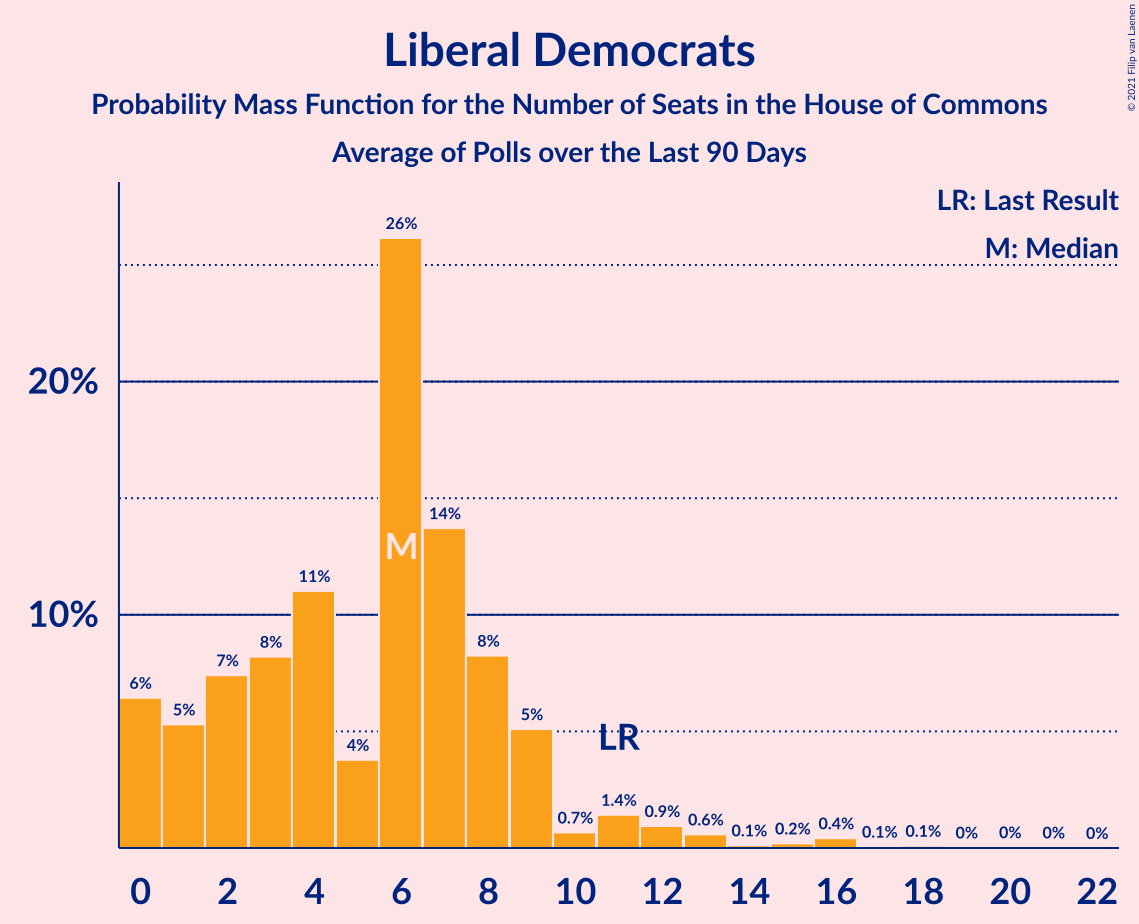 Liberal Democrats
Probability Mass Function for the Number of Seats in the House of Commons
Average of Polls over the Last 90 Days
© 2021 Filip van Laenen
LR: Last Result
M: Median
20%
10%
6%
5%
7%
8%
11%
4%
26%
M
14%
8%
5%
0.7%
LR
1.4%
0.9%
0.6%
0.1%
0.2%
0.4%
0.1%
0.1%
0%
0%
0%
0%
0 2 4 6 8 10 12 14 16 18 20 22